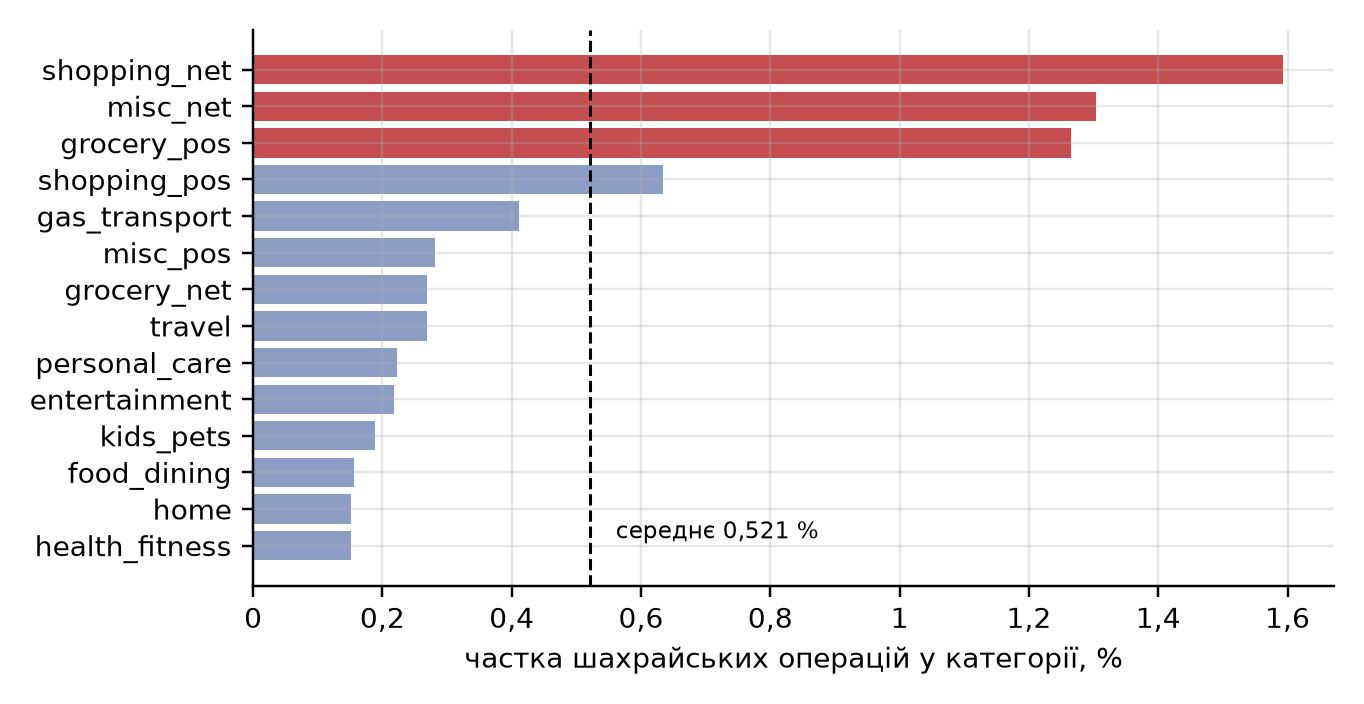 shopping_net
misc_net
grocery_pos
shopping_pos
gas_transport
misc_pos
grocery_net
travel
personal_care
entertainment
kids_pets
food_dining
home
health_fitness
середнє 0,521 %
0 0,2 0,4 0,6 0,8 1 1,2 1,4 1,6
частка шахрайських операцій у категорії, %